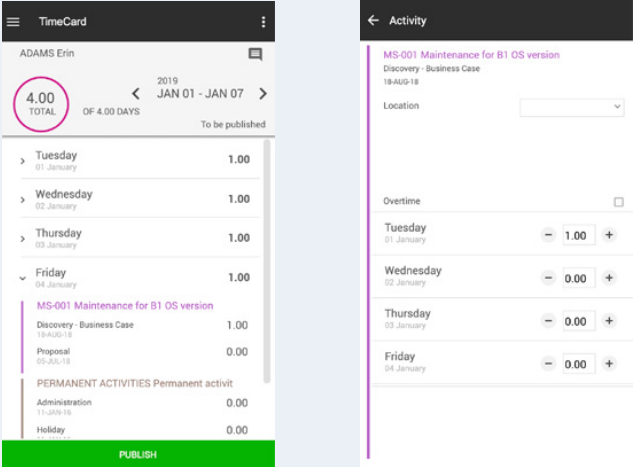 TimeCard
ADAMS Erin
4.00
TOTAL
OF 4.00 DAYS
2019
JAN 01 - JAN 07
To be published
Tuesday
01 January
1.00
Wednesday
02 January
1.00
Thursday
03 January
1.00
Friday
04 January
1.00
MS-001 Maintenance for B1 OS version
Discovery - Business Case
18-AUG-18
1.00
Proposal
05-JUL-18
0.00
PERMANENT ACTIVITIES Permanent activit
Administration
11-JAN-16
0.00
Holiday
0.00
PUBLISH
Activity
MS-001 Maintenance for B1 OS version
Discovery - Business Case
18-AUG-18
Location
Overtime
Tuesday
01 January
- 1.00 +
Wednesday
02 January
- 0.00 +
Thursday
03 January
- 0.00 +
Friday
04 January
- 0.00 +